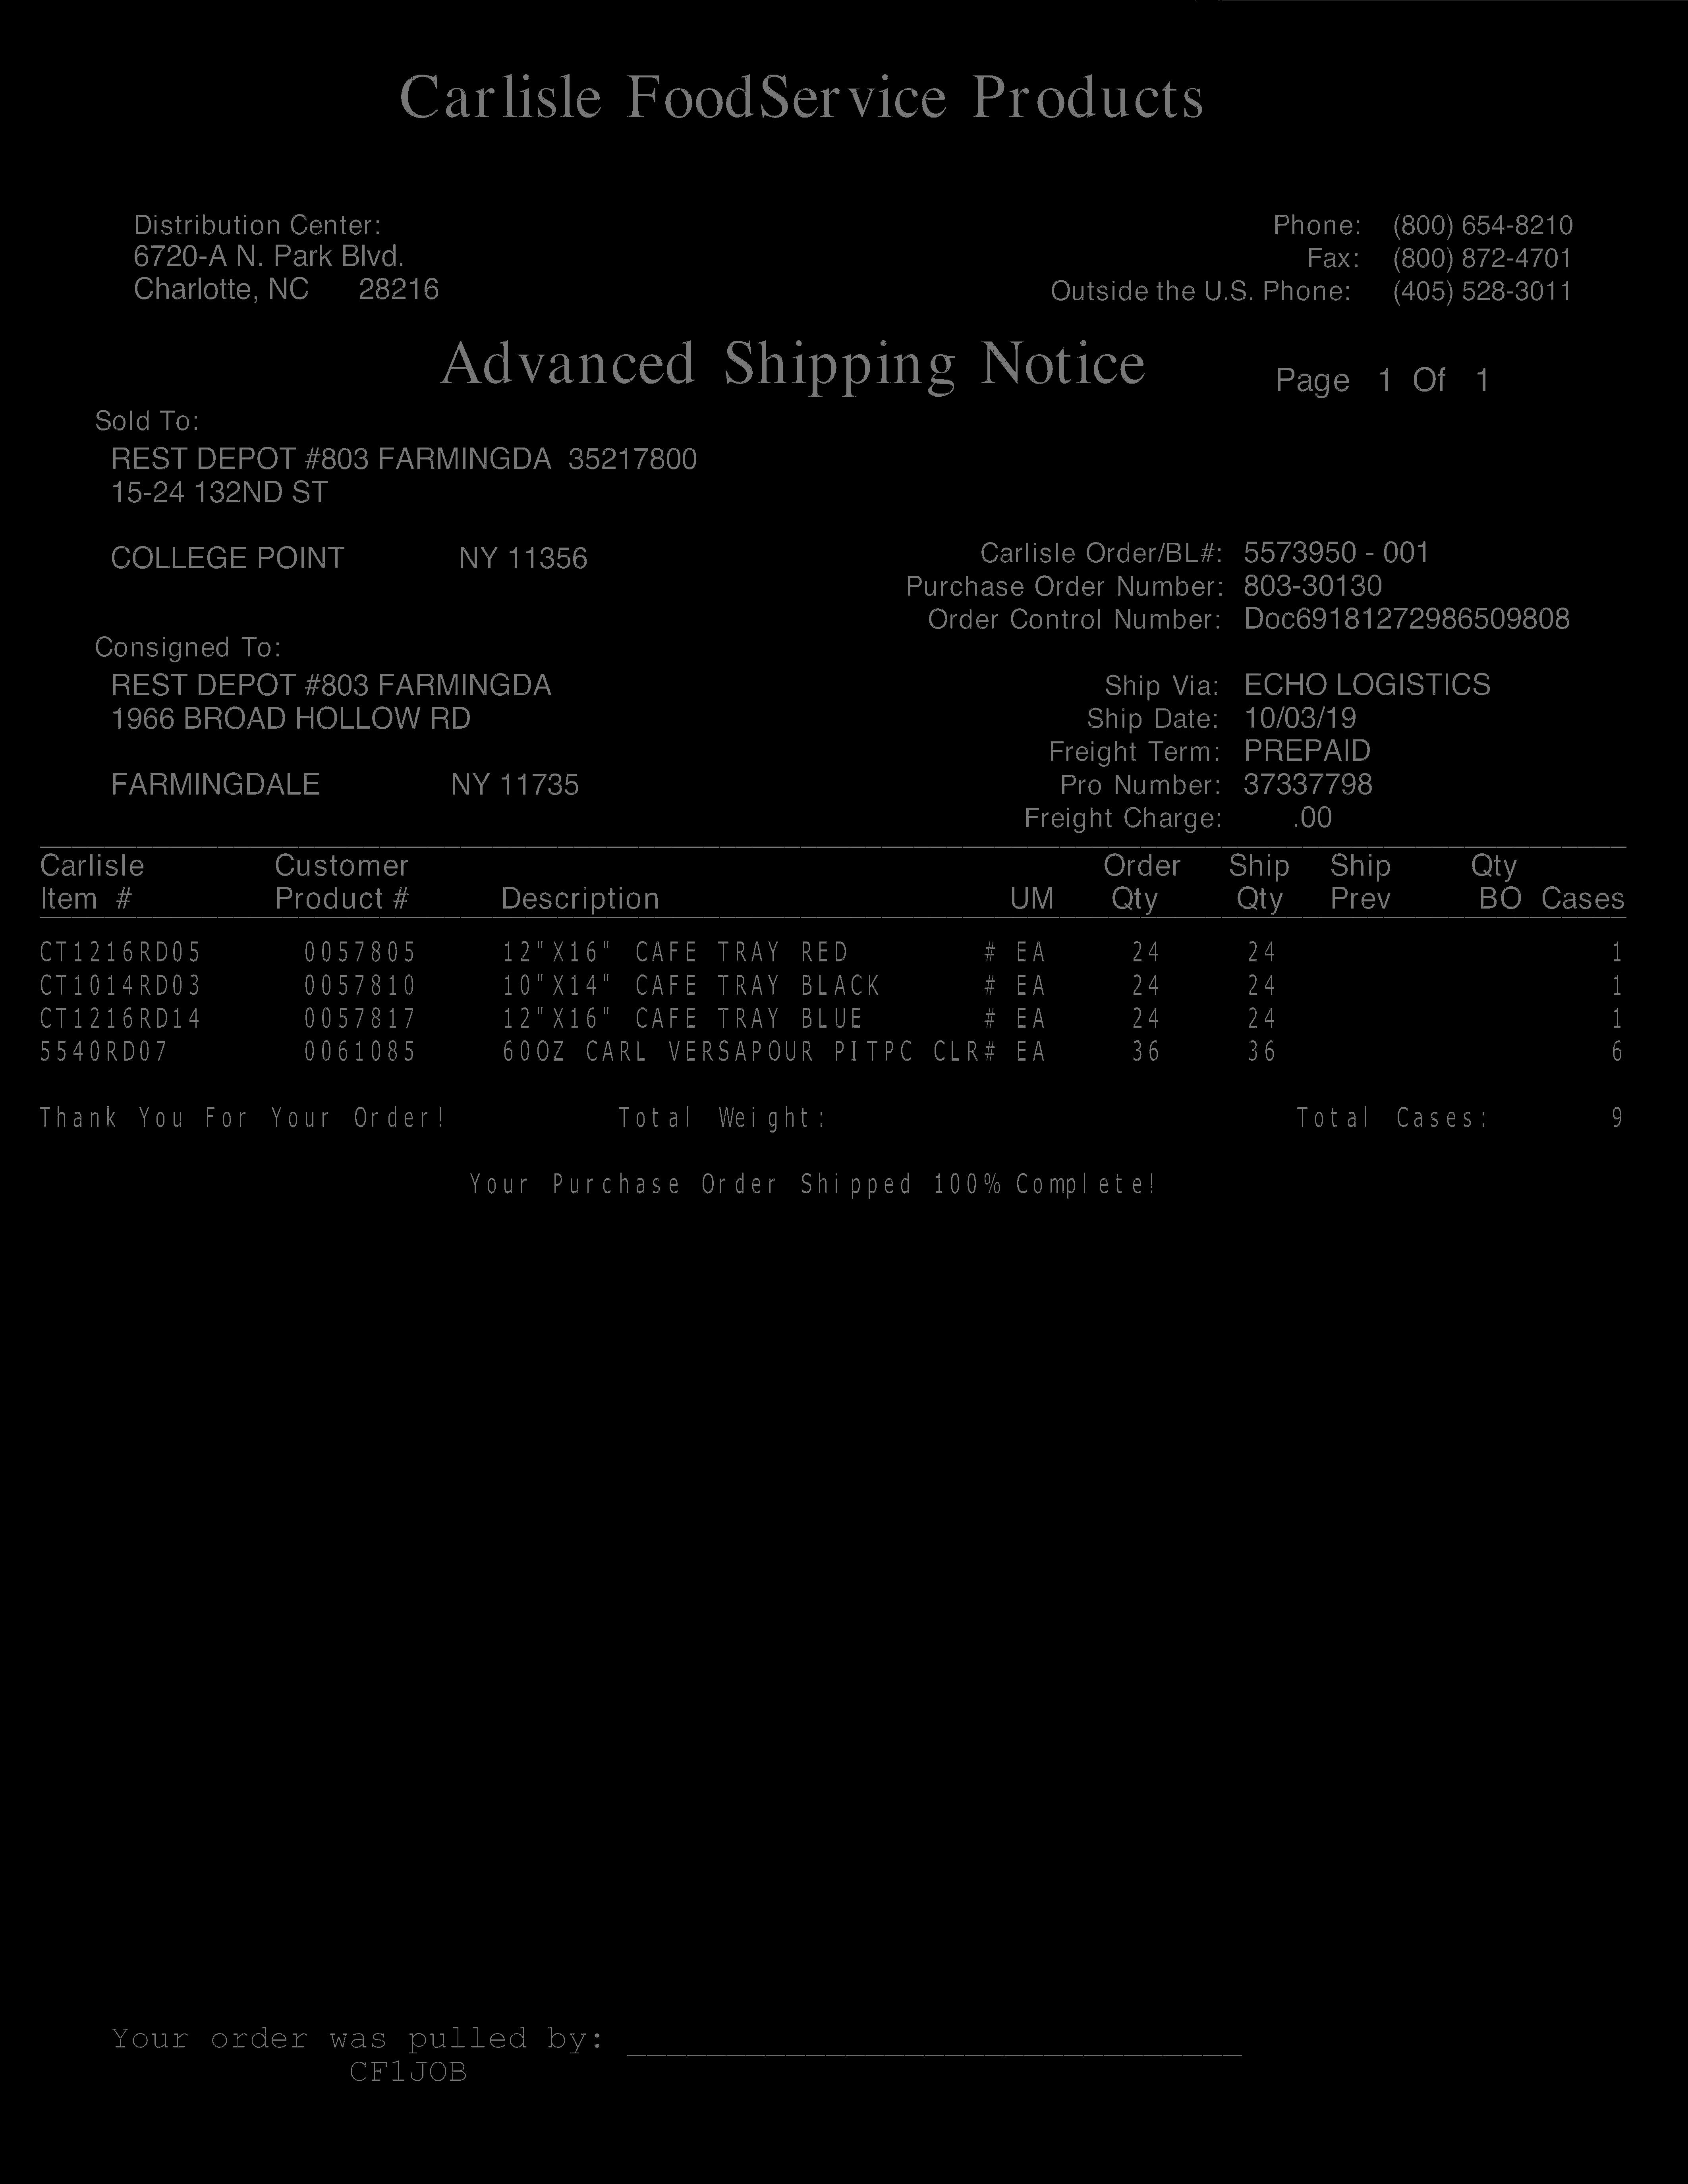 Carlisle FoodService Products
Distribution Center:
6720-A N. Park Blvd.
Charlotte, NC 28216
Phone: (800) 654-8210
Fax: (800) 872-4701
Outside the U.S. Phone: (405) 528-3011
Advanced Shipping Notice Page 1 Of 1
Sold To:
REST DEPOT #803 FARMINGDA 35217800
15-24 132ND ST
COLLEGE POINT NY 11356
Carlisle Order/BL#: 5573950 - 001
Purchase Order Number: 803-30130
Order Control Number: Doc69181272986509808
Consigned To:
REST DEPOT #803 FARMINGDA
1966 BROAD HOLLOW RD
FARMINGDALE NY 11735
Ship Via: ECHO LOGISTICS
Ship Date: 10/03/19
Freight Term: PREPAID
Pro Number: 37337798
Freight Charge: .00
Carlisle Customer Order Ship Ship Qty
Item # Product # Description UM Qty Qty Prev BO Cases
CT1216RD05 0057805 12"X16" CAFE TRAY RED # EA 24 24 1
CT1014RD03 0057810 10"X14" CAFE TRAY BLACK # EA 24 24 1
CT1216RD14 0057817 12"X16" CAFE TRAY BLUE # EA 24 24 1
5540RD07 0061085 60OZ CARL VERSAPOUR PITPC CLR# EA 36 36 6
Thank You For Your Order! Total Weight: Total Cases: 9
Your Purchase Order Shipped 100% Complete!
Your order was pulled by: _______________________________
CF1JOB